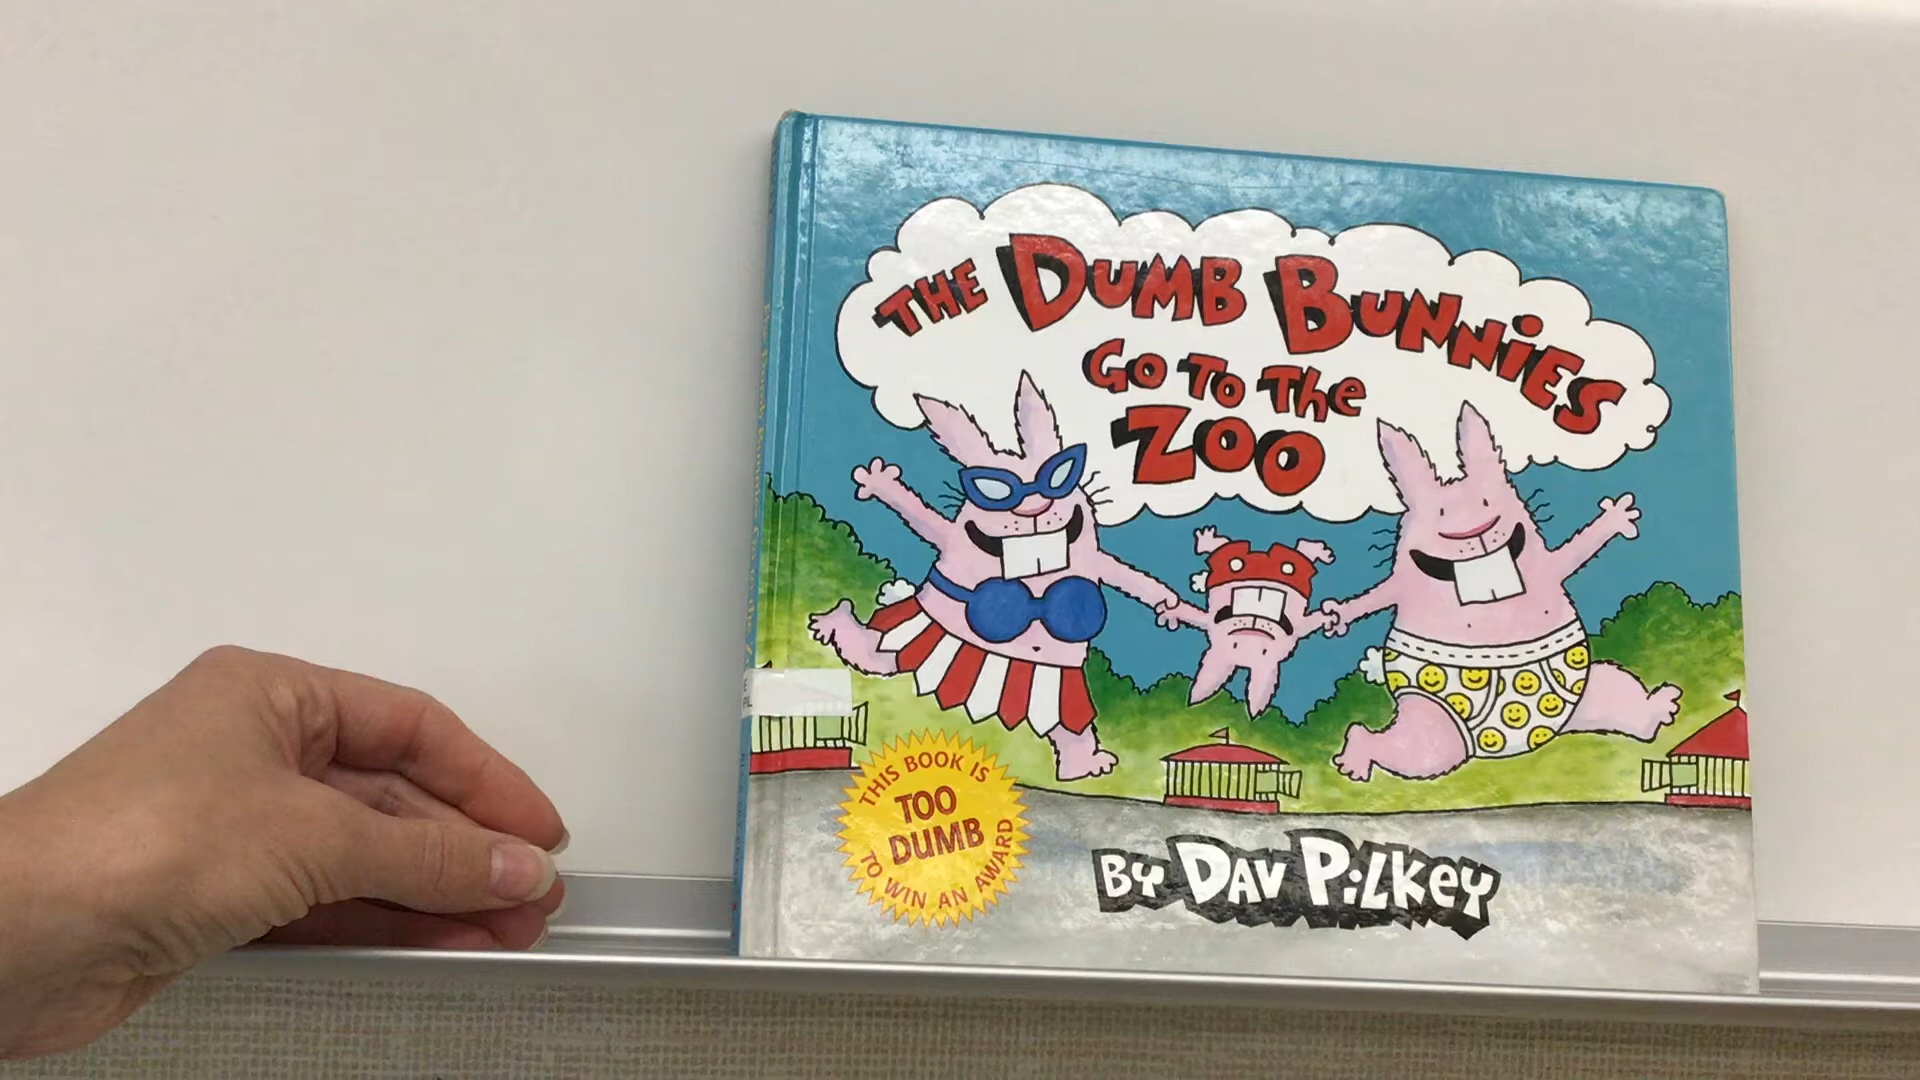 THE DUMB BUNNiES
GO TO The
ZOO
THIS BOOK IS
TOO
DUMB
TO WIN AN AWARD
BY DAV PiLKEY
E